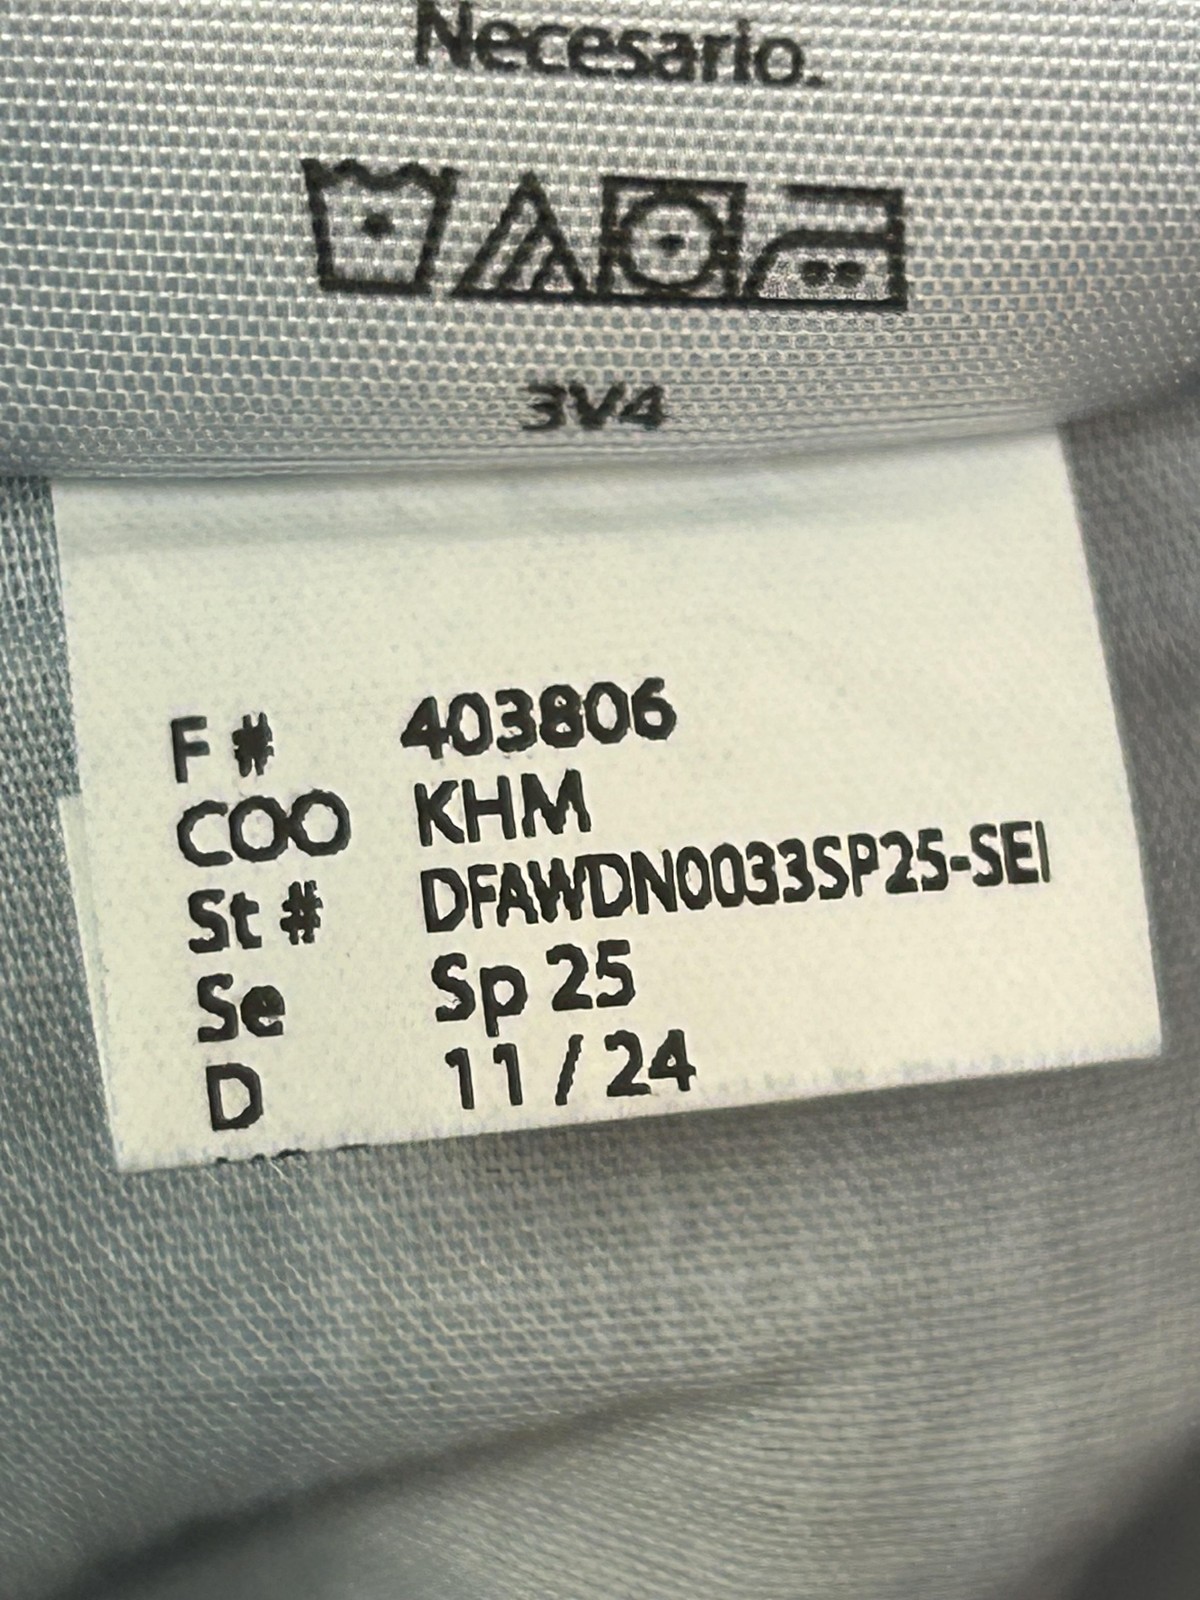 Necesario.
3V4
F # 403806
COO KHM
St # DFAWDN0033SP25-SEI
Se Sp 25
D 11 / 24